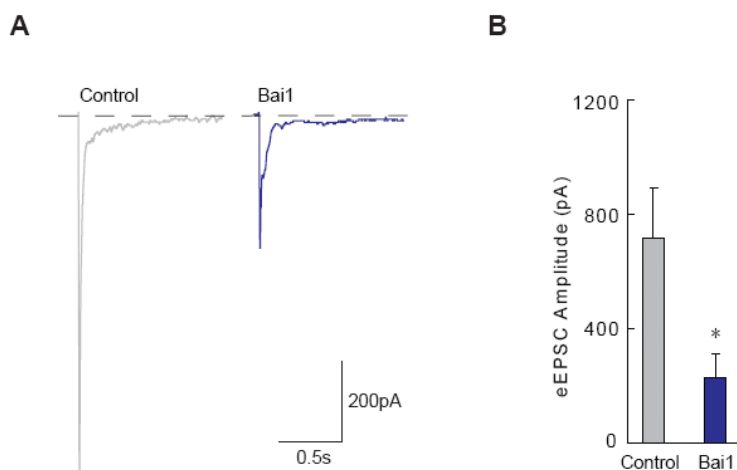 A
Control
Bai1
200pA
0.5s
B
eEPSC Amplitude (pA)
1200
800
400
0
*
Control
Bai1